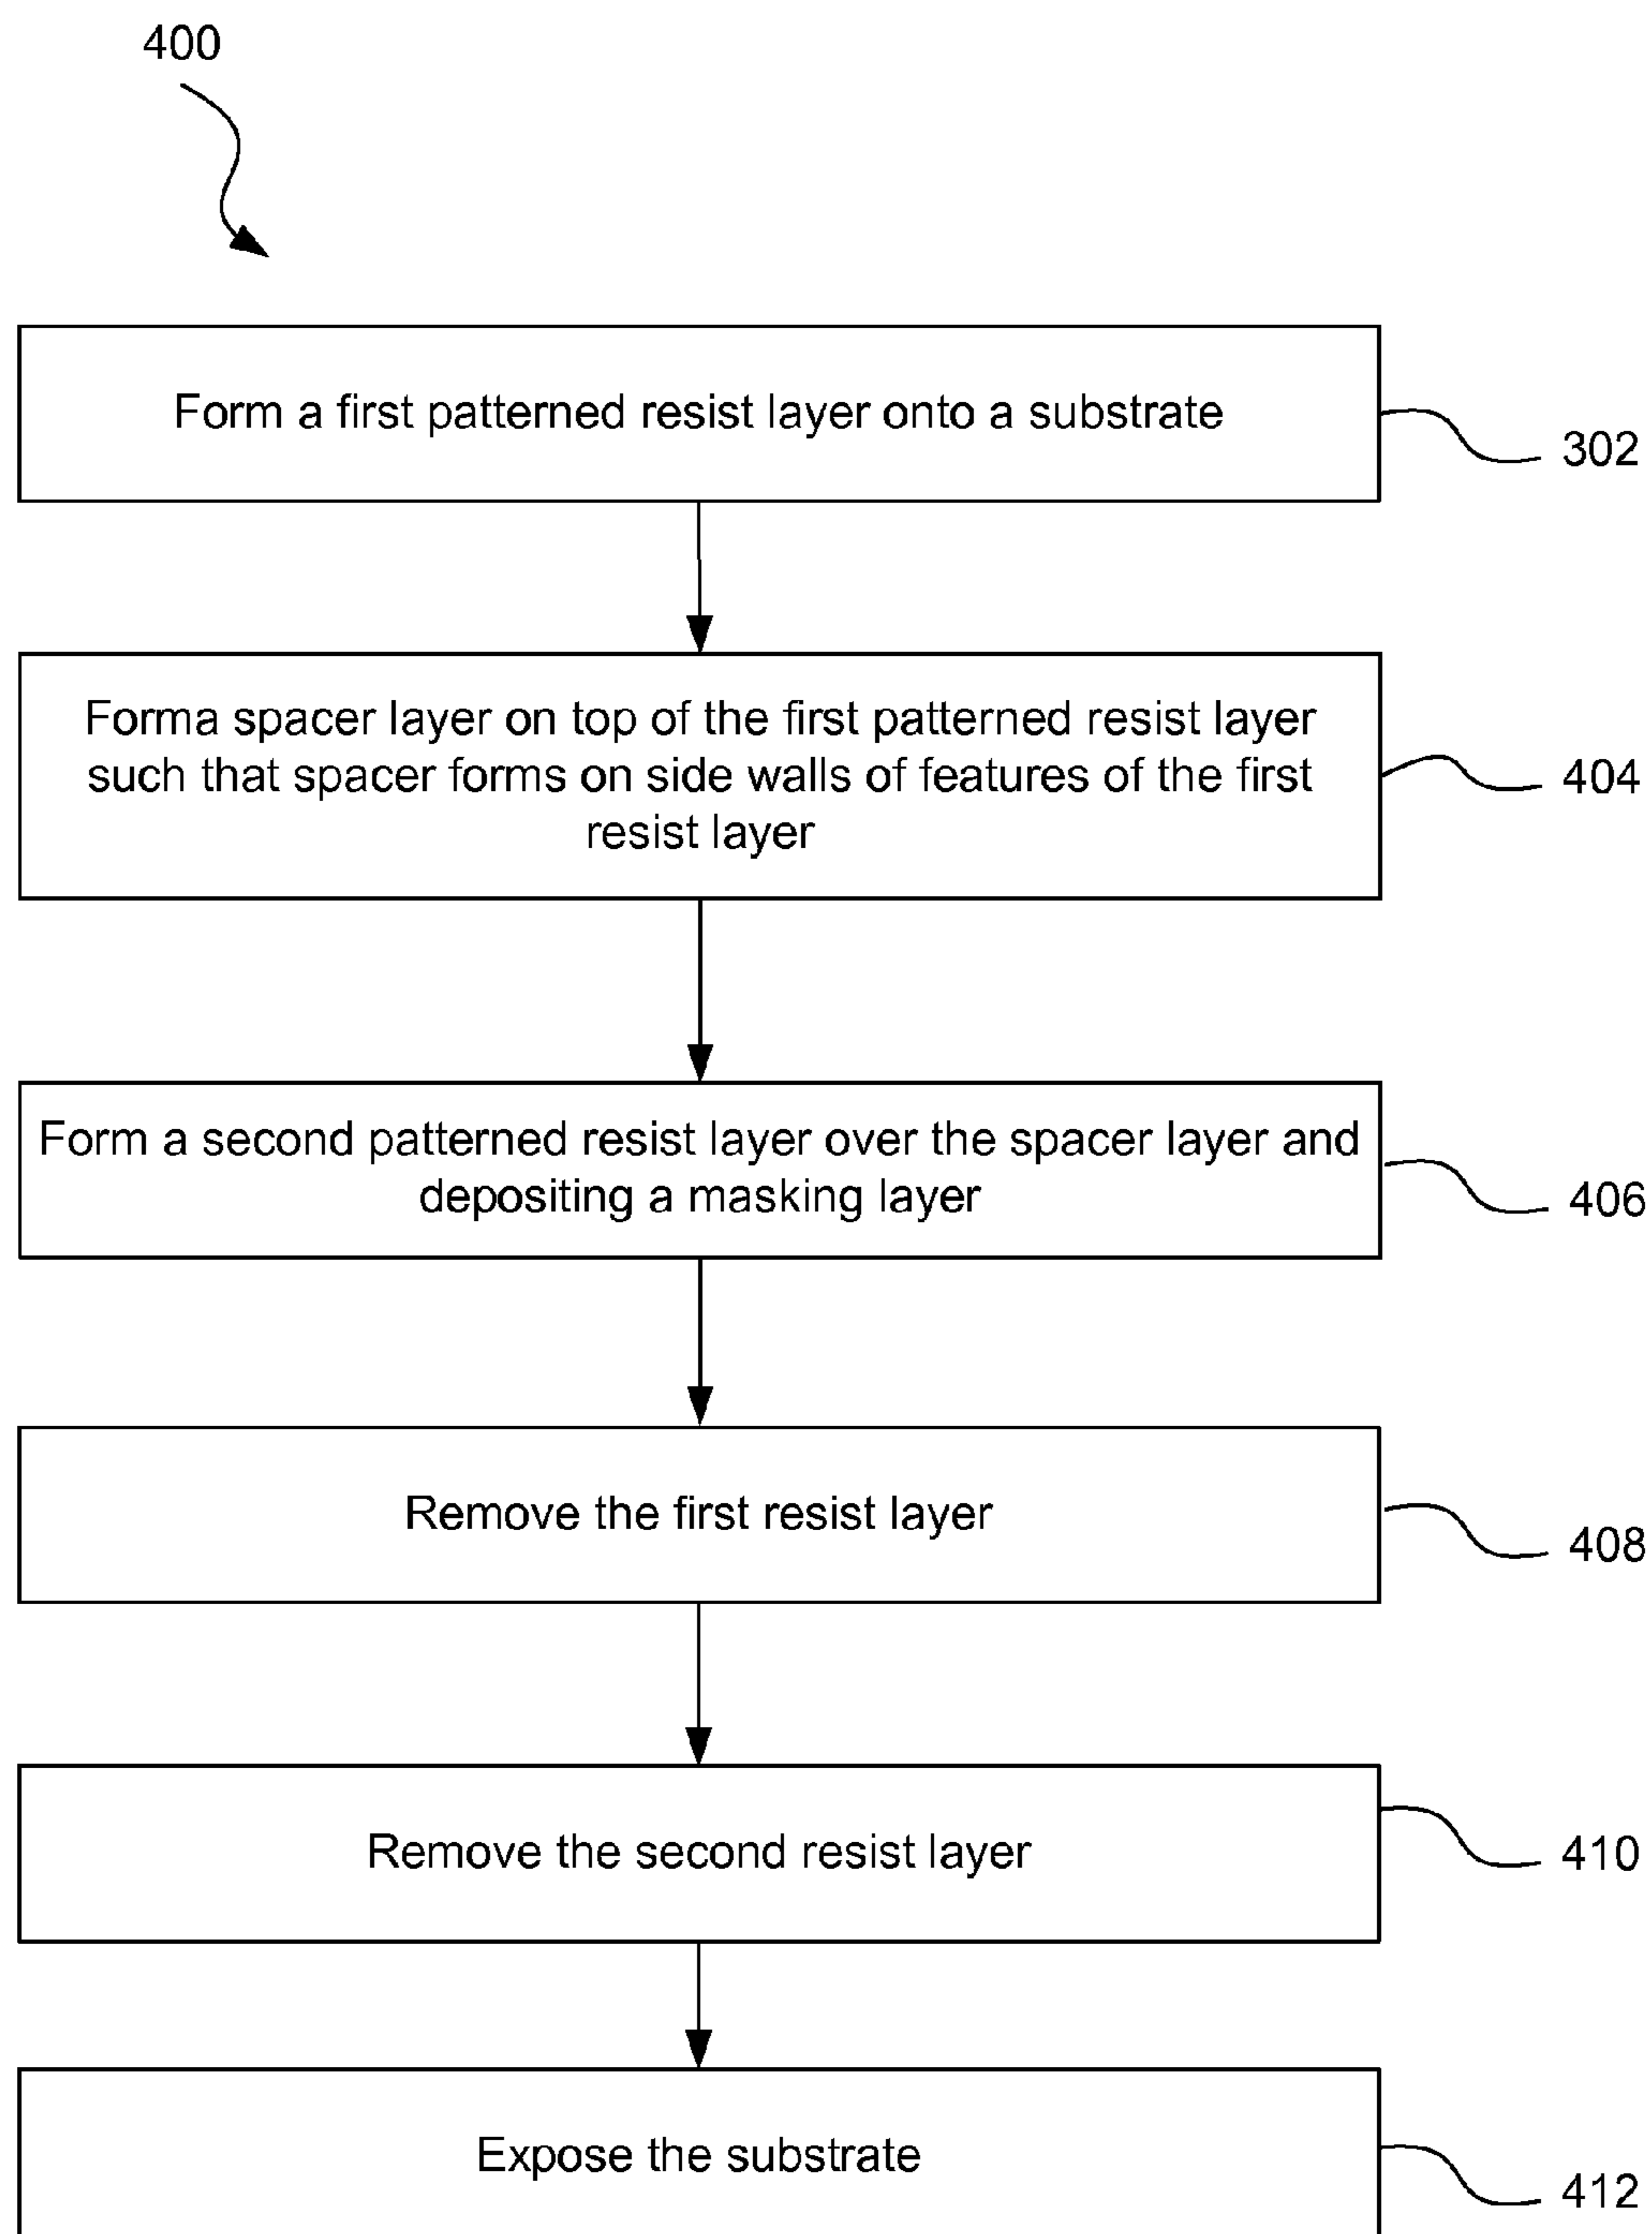 400
Form a first patterned resist layer onto a substrate
302
Forma spacer layer on top of the first patterned resist layer
such that spacer forms on side walls of features of the first
resist layer
404
Form a second patterned resist layer over the spacer layer and
depositing a masking layer
406
Remove the first resist layer
408
Remove the second resist layer
410
Expose the substrate
412